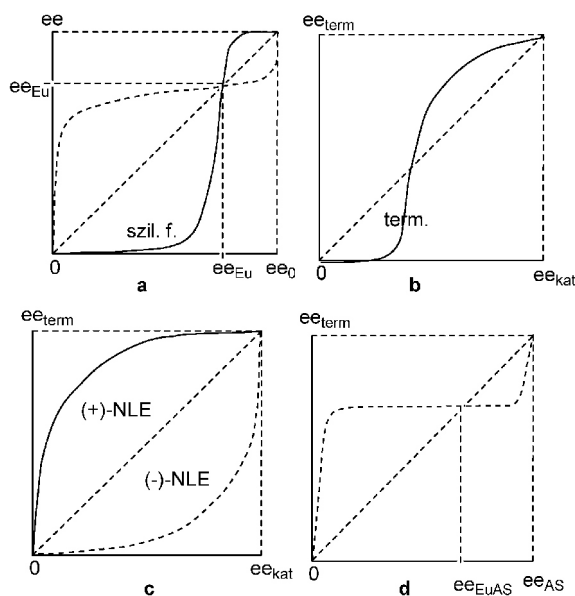 ee
ee_Eu
szil. f.
0
ee_Eu
ee_0
a
ee_term
term.
0
ee_kat
b
ee_term
(+)-NLE
(-)-NLE
0
ee_kat
c
ee_term
0
ee_EuAS
ee_AS
d